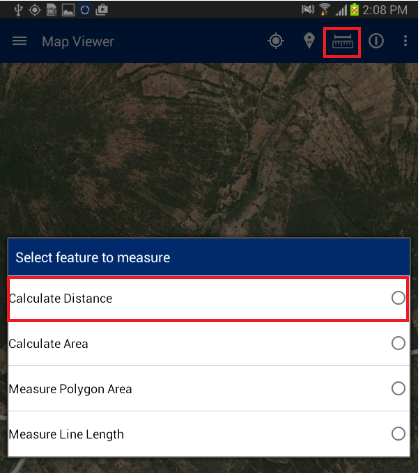 2:08 PM
Map Viewer
Select feature to measure
Calculate Distance
Calculate Area
Measure Polygon Area
Measure Line Length